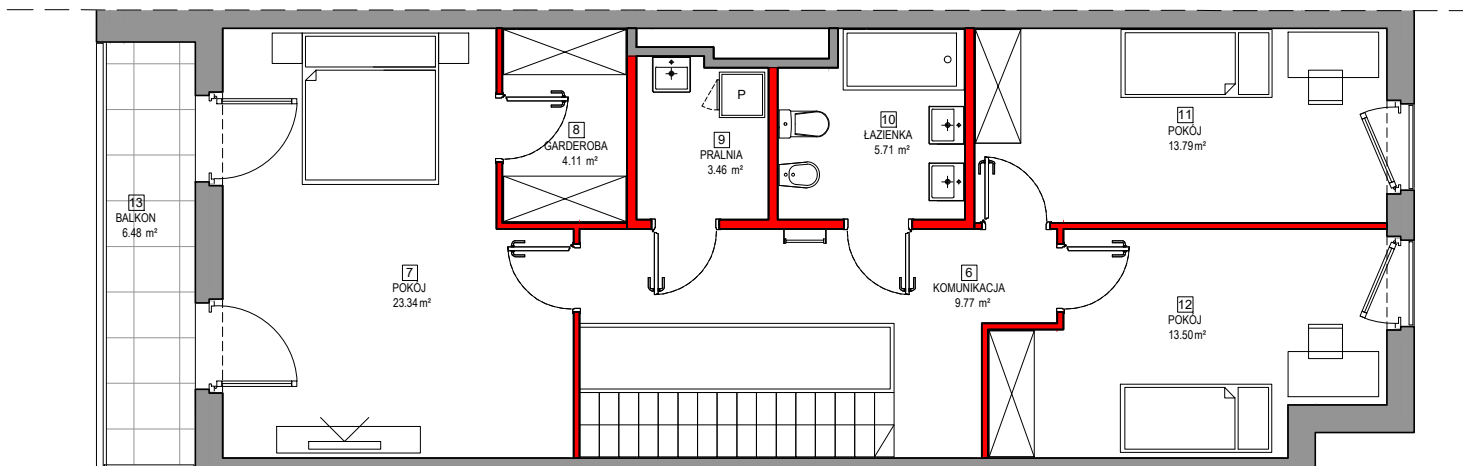 P
8
GARDEROBA
4.11 m²
9
PRALNIA
3.46 m²
10
ŁAZIENKA
5.71 m²
11
POKÓJ
13.79 m²
13
BALKON
6.48 m²
7
POKÓJ
23.34 m²
6
KOMUNIKACJA
9.77 m²
12
POKÓJ
13.50 m²